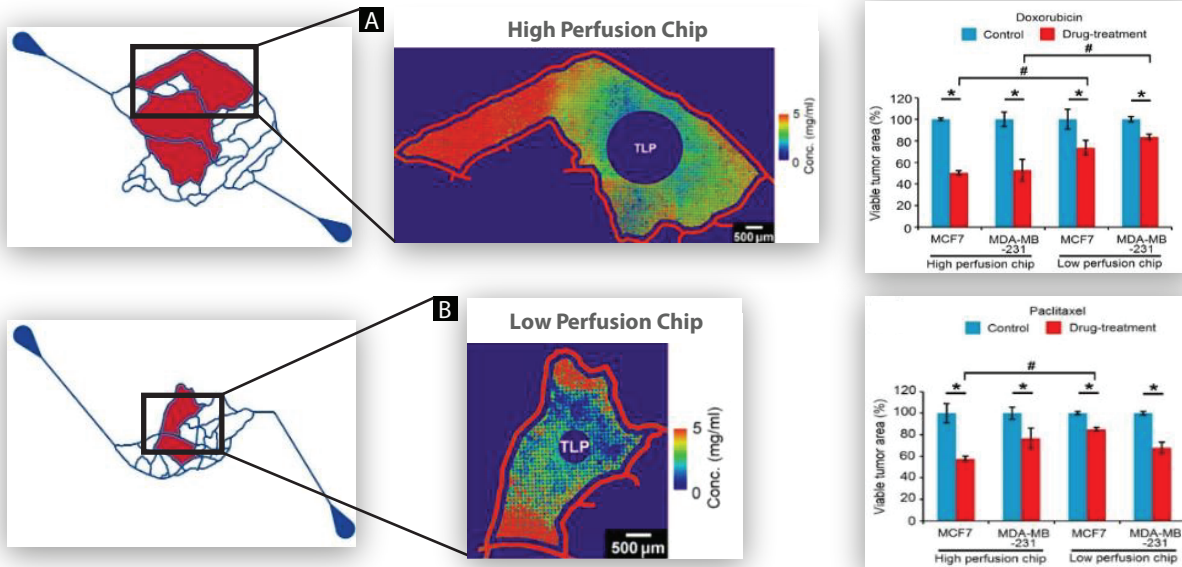 A
High Perfusion Chip
TLP
5
0
Conc. (mg/ml)
500 µm
Doxorubicin
Control
Drug-treatment
#
#
*
*
*
*
Viable tumor area (%)
120
100
80
60
40
20
0
MCF7
MDA-MB
-231
MCF7
MDA-MB
-231
High perfusion chip
Low perfusion chip
B
Low Perfusion Chip
TLP
5
0
Conc. (mg/ml)
500 µm
Paclitaxel
Control
Drug-treatment
#
*
*
*
*
Viable tumor area (%)
120
100
80
60
40
20
0
MCF7
MDA-MB
-231
MCF7
MDA-MB
-231
High perfusion chip
Low perfusion chip